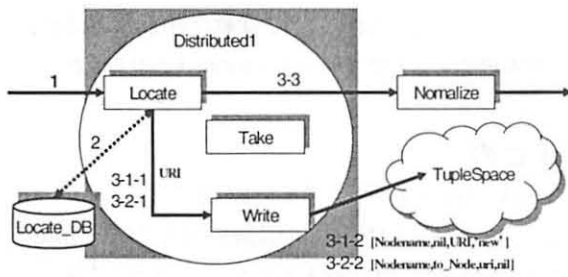 Distributed1
1
3-3
Locate
Nomalize
2
Take
3-1-1
3-2-1
URI
TupleSpace
Locate_DB
Write
3-1-2 [Nodename,nil,URI,'new']
3-2-2 [Nodename,to_Node,uri,nil]